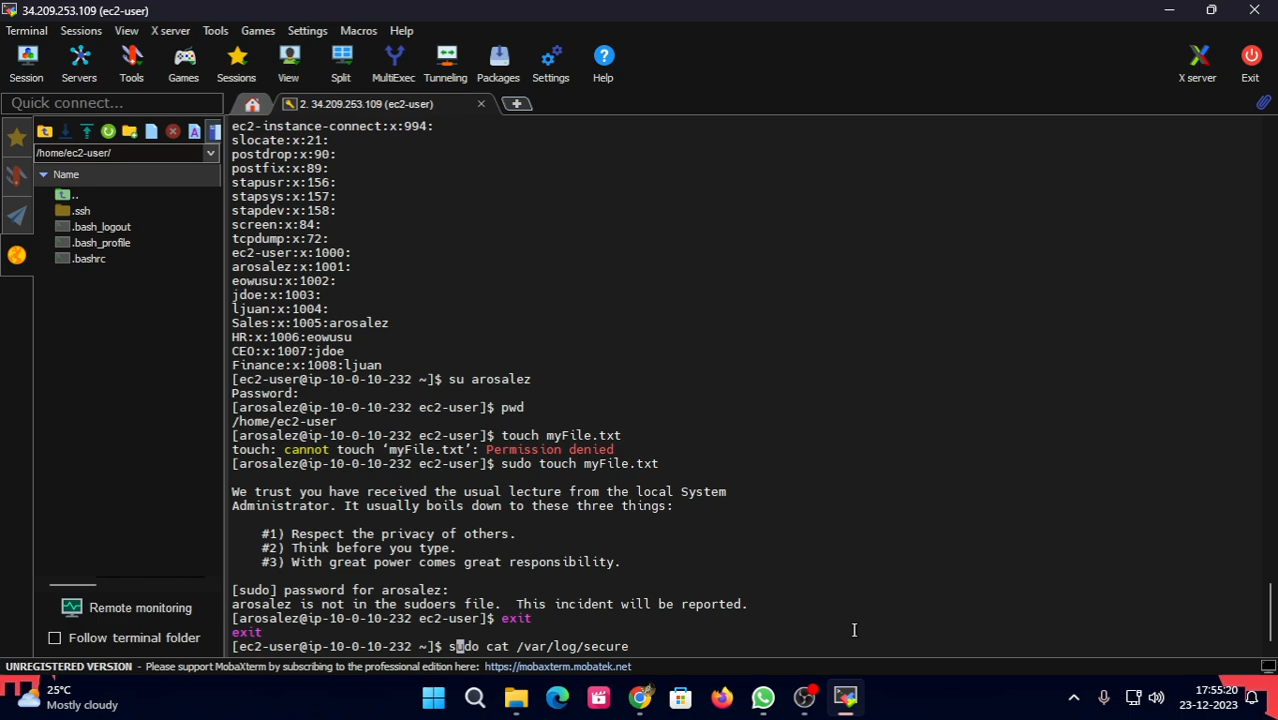 34.209.253.109 (ec2-user)
Terminal Sessions View X server Tools Games Settings Macros Help
Session Servers Tools Games Sessions View Split MultiExec Tunneling Packages Settings Help X server Exit
Quick connect...
2. 34.209.253.109 (ec2-user)
/home/ec2-user/
Name
..
.ssh
.bash_logout
.bash_profile
.bashrc
ec2-instance-connect:x:994:
slocate:x:21:
postdrop:x:90:
postfix:x:89:
stapusr:x:156:
stapsys:x:157:
stapdev:x:158:
screen:x:84:
tcpdump:x:72:
ec2-user:x:1000:
arosalez:x:1001:
eowusu:x:1002:
jdoe:x:1003:
ljuan:x:1004:
Sales:x:1005:arosalez
HR:x:1006:eowusu
CEO:x:1007:jdoe
Finance:x:1008:ljuan
[ec2-user@ip-10-0-10-232 ~]$ su arosalez
Password:
[arosalez@ip-10-0-10-232 ec2-user]$ pwd
/home/ec2-user
[arosalez@ip-10-0-10-232 ec2-user]$ touch myFile.txt
touch: cannot touch ‘myFile.txt’: Permission denied
[arosalez@ip-10-0-10-232 ec2-user]$ sudo touch myFile.txt
We trust you have received the usual lecture from the local System
Administrator. It usually boils down to these three things:
#1) Respect the privacy of others.
#2) Think before you type.
#3) With great power comes great responsibility.
[sudo] password for arosalez:
arosalez is not in the sudoers file.  This incident will be reported.
[arosalez@ip-10-0-10-232 ec2-user]$ exit
exit
[ec2-user@ip-10-0-10-232 ~]$ sudo cat /var/log/secure
Remote monitoring
Follow terminal folder
UNREGISTERED VERSION - Please support MobaXterm by subscribing to the professional edition here: https://mobaxterm.mobatek.net
25°C
Mostly cloudy
17:55:20
23-12-2023